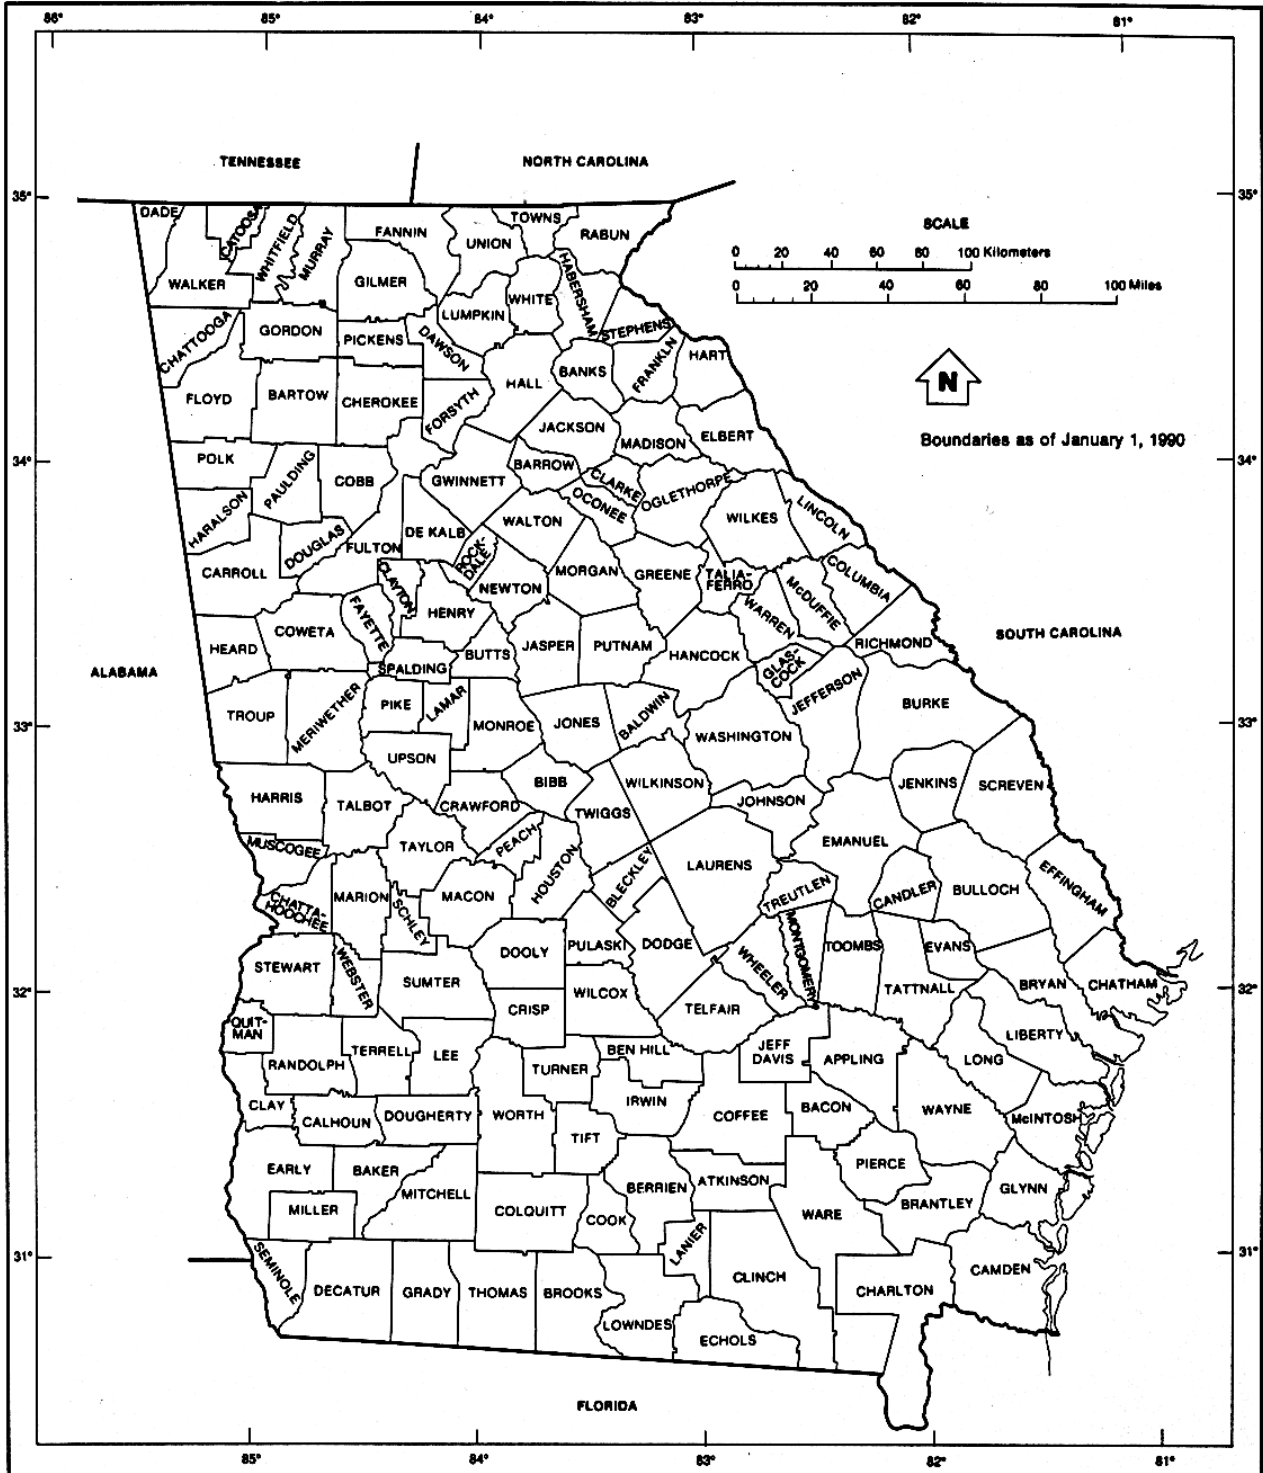 86° 85° 84° 83° 82° 81°
TENNESSEE NORTH CAROLINA
35° 35°
SCALE
0 20 40 60 80 100 Kilometers
0 20 40 60 80 100 Miles
N
Boundaries as of January 1, 1990
DADE
CATOOSA
WHITFIELD
MURRAY
FANNIN
UNION
TOWNS
RABUN
WALKER
GILMER
LUMPKIN
WHITE
HABERSHAM
STEPHENS
CHATTOOGA
GORDON
PICKENS
DAWSON
HALL
BANKS
FRANKLN
HART
FLOYD
BARTOW
CHEROKEE
FORSYTH
JACKSON
MADISON
ELBERT
34° 34°
POLK
PAULDING
COBB
GWINNETT
BARROW
CLARKE
OCONEE
OGLETHORPE
WILKES
LINCOLN
HARALSON
DOUGLAS
FULTON
DE KALB
ROCK-
DALE
WALTON
CARROLL
CLAYTON
NEWTON
MORGAN
GREENE
TALIA-
FERRO
McDUFFIE
COLUMBIA
COWETA
FAYETTE
HENRY
WARREN
RICHMOND
SOUTH CAROLINA
HEARD
SPALDING
BUTTS
JASPER
PUTNAM
HANCOCK
GLAS-
COCK
JEFFERSON
BURKE
ALABAMA
TROUP
MERIWETHER
PIKE
LAMAR
MONROE
JONES
BALDWIN
WASHINGTON
33° 33°
UPSON
HARRIS
TALBOT
CRAWFORD
BIBB
TWIGGS
WILKINSON
JOHNSON
JENKINS
SCREVEN
MUSCOGEE
TAYLOR
PEACH
HOUSTON
BLECKLEY
LAURENS
EMANUEL
CHATTA-
HOOCHEE
MARION
SCHLEY
MACON
TREUTLEN
CANDLER
BULLOCH
EFFINGHAM
STEWART
WEBSTER
SUMTER
DOOLY
PULASKI
DODGE
WHEELER
MONTGOMERY
TOOMBS
EVANS
TATTNALL
BRYAN
CHATHAM
32° 32°
QUIT-
MAN
CRISP
WILCOX
TELFAIR
LIBERTY
RANDOLPH
TERRELL
LEE
TURNER
BEN HILL
JEFF
DAVIS
APPLING
LONG
CLAY
CALHOUN
DOUGHERTY
WORTH
TIFT
IRWIN
COFFEE
BACON
WAYNE
McINTOSH
EARLY
BAKER
MITCHELL
MILLER
COLQUITT
COOK
BERRIEN
ATKINSON
WARE
PIERCE
BRANTLEY
GLYNN
31° 31°
SEMINOLE
DECATUR
GRADY
THOMAS
BROOKS
LOWNDES
LANIER
CLINCH
ECHOLS
CHARLTON
CAMDEN
FLORIDA
85° 84° 83° 82° 81°